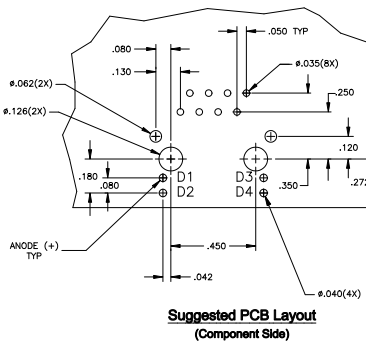 .050 TYP
.080
ø.035(8X)
.130
ø.062(2X)
.250
ø.126(2X)
.120
.180
D1
D3
.080
D2
D4
.350
.272
ANODE (+)
TYP
.450
.042
ø.040(4X)
Suggested PCB Layout
(Component Side)